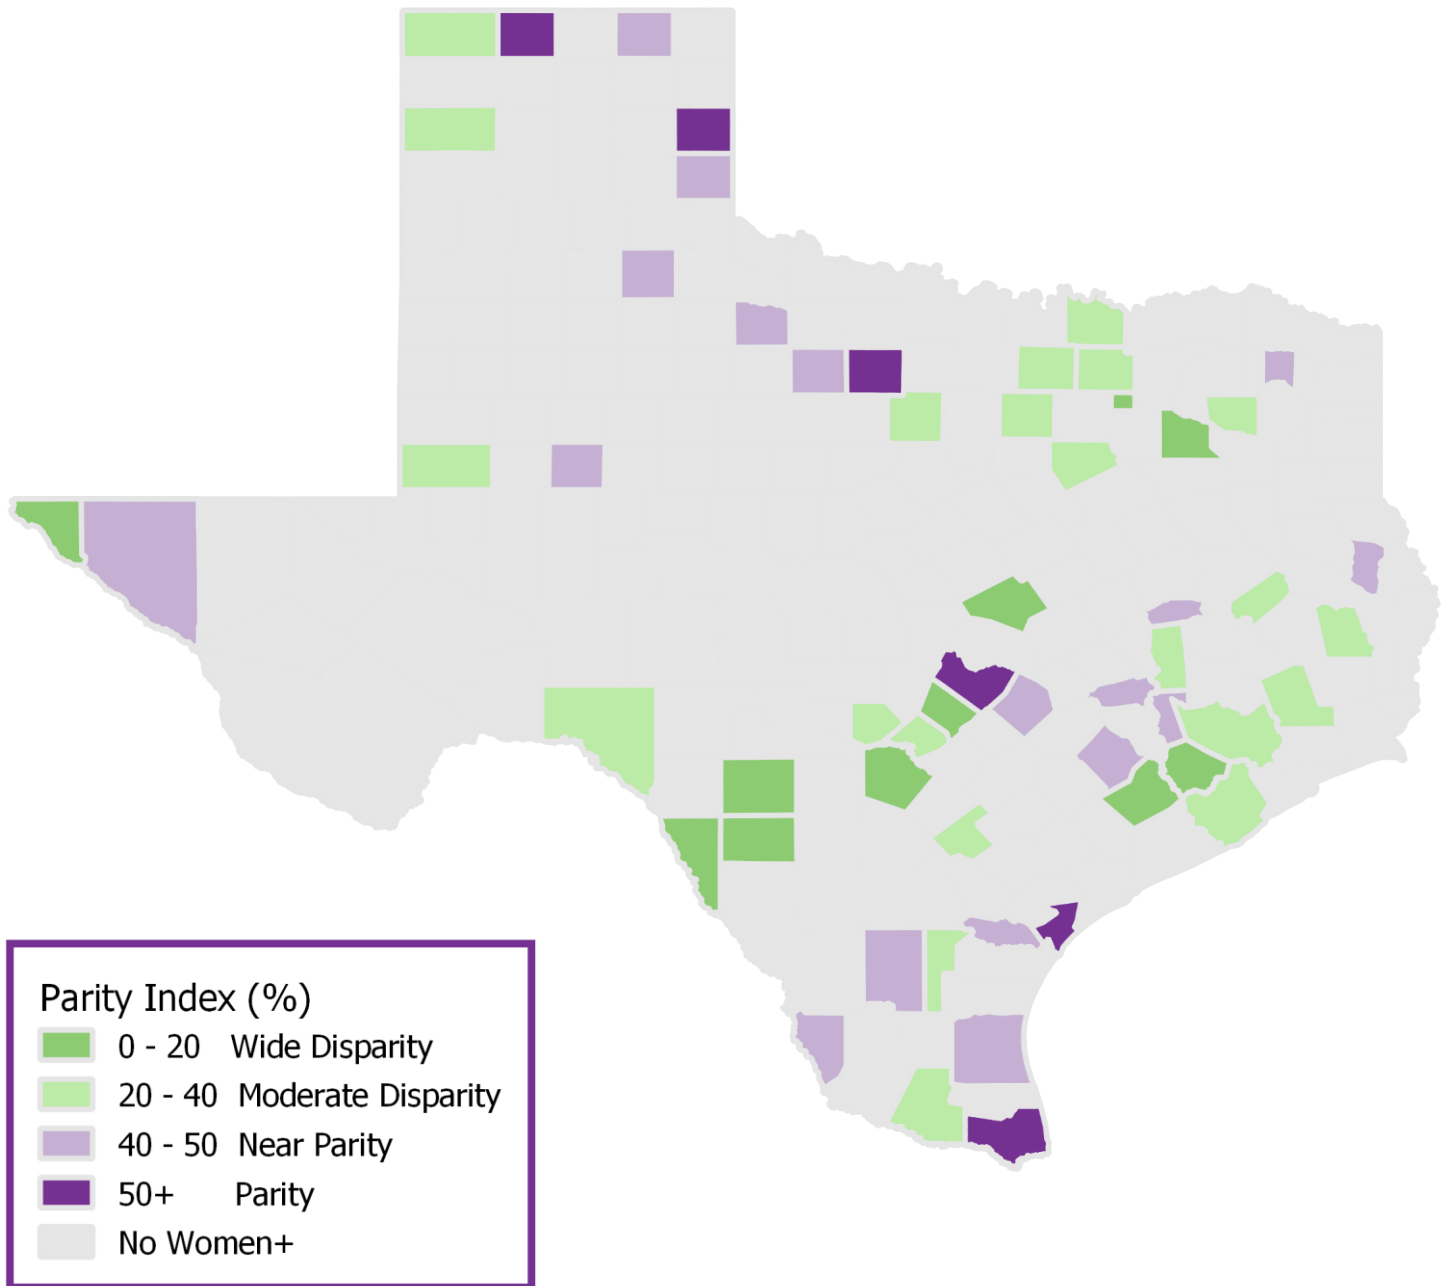 Parity Index (%)
0 - 20 Wide Disparity
20 - 40 Moderate Disparity
40 - 50 Near Parity
50+ Parity
No Women+